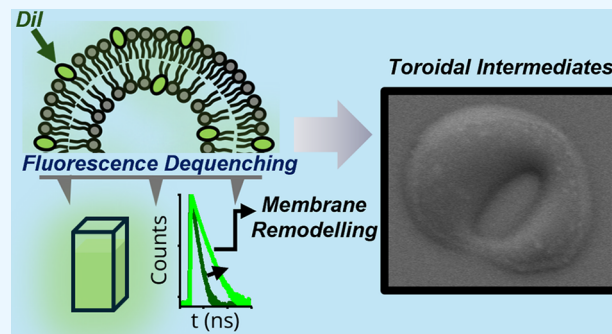 DiI
Fluorescence Dequenching
Counts
t (ns)
Membrane
Remodelling
Toroidal Intermediates